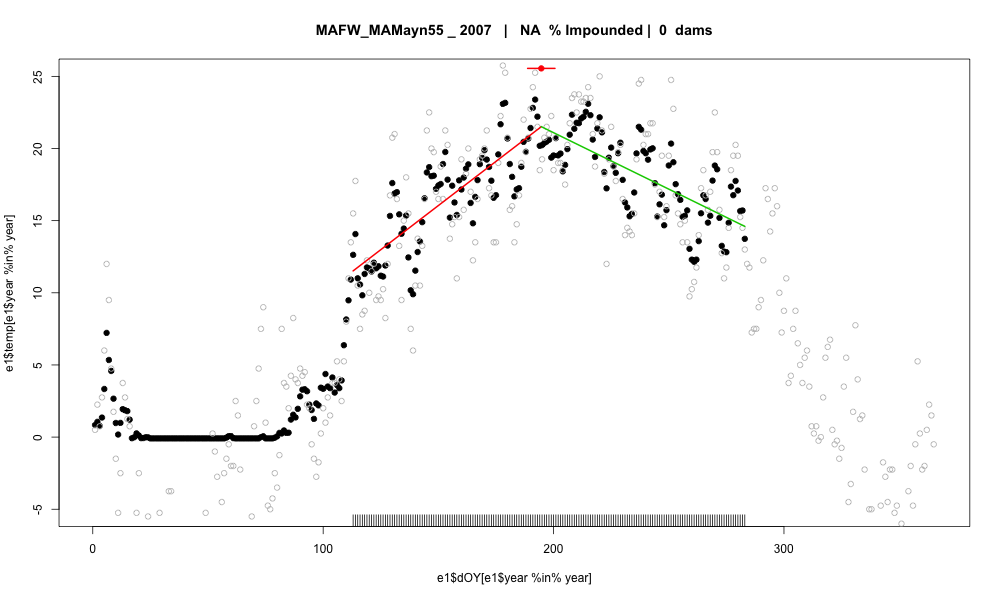 MAFW_MAMayn55 _ 2007 | NA % Impounded | 0 dams
e1$temp[e1$year %in% year]
25
20
15
10
5
0
-5
0 100 200 300
e1$dOY[e1$year %in% year]